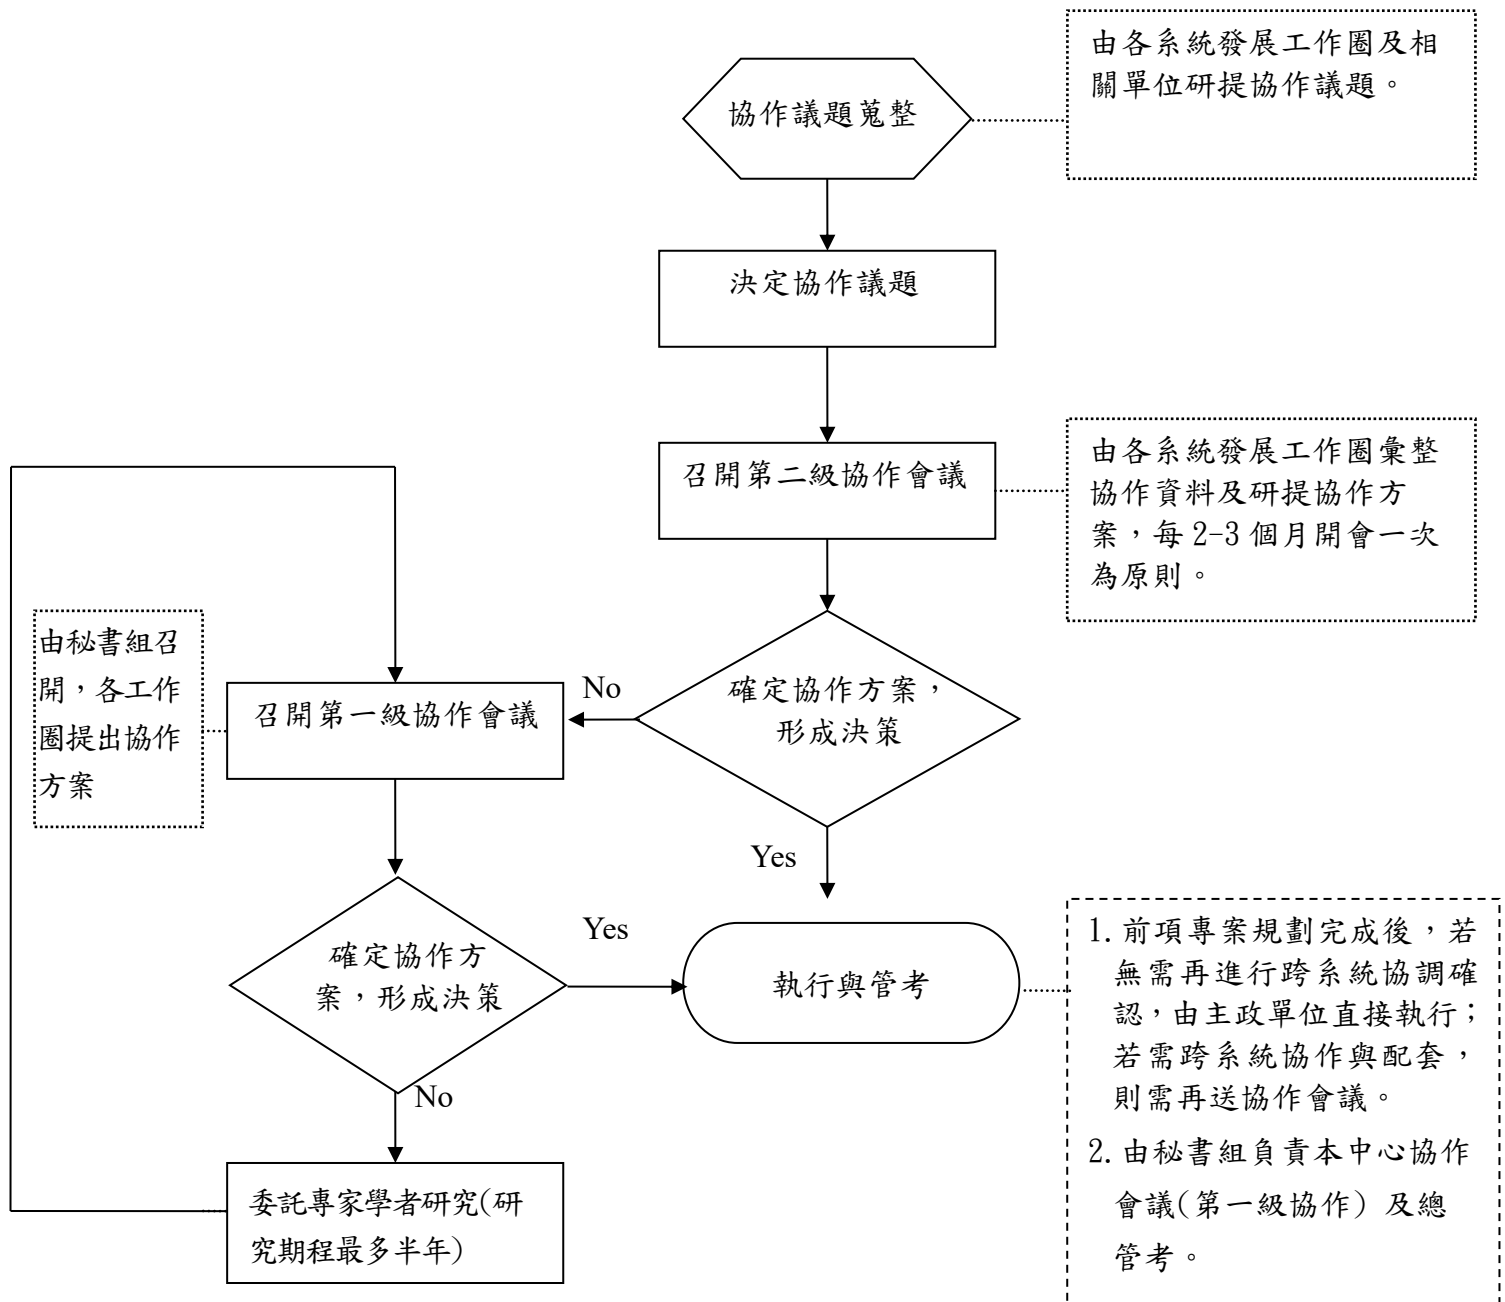 協作議題蒐整
由各系統發展工作圈及相
關單位研提協作議題。
決定協作議題
召開第二級協作會議
由各系統發展工作圈彙整
協作資料及研提協作方
案，每2-3個月開會一次
為原則。
由秘書組召
開，各工作
圈提出協作
方案
召開第一級協作會議
No
確定協作方案，
形成決策
Yes
確定協作方
案，形成決策
Yes
執行與管考
1.前項專案規劃完成後，若
無需再進行跨系統協調確
認，由主政單位直接執行；
若需跨系統協作與配套，
則需再送協作會議。
2.由秘書組負責本中心協作
會議(第一級協作) 及總
管考。
No
委託專家學者研究(研
究期程最多半年)